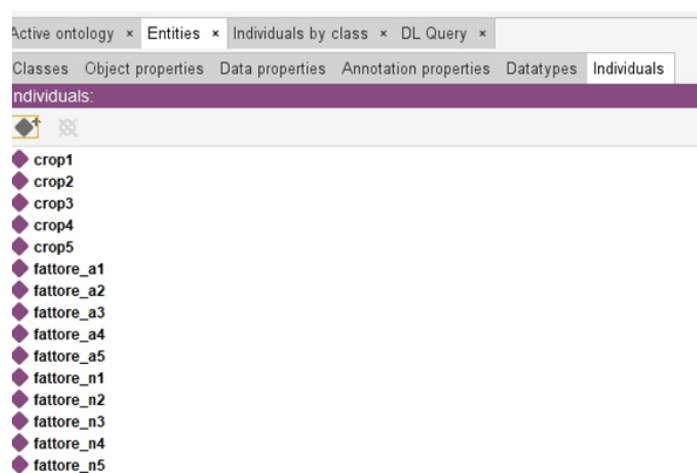 Active ontology × Entities × Individuals by class × DL Query ×
Classes Object properties Data properties Annotation properties Datatypes Individuals
ndividuals:
crop1
crop2
crop3
crop4
crop5
fattore_a1
fattore_a2
fattore_a3
fattore_a4
fattore_a5
fattore_n1
fattore_n2
fattore_n3
fattore_n4
fattore_n5